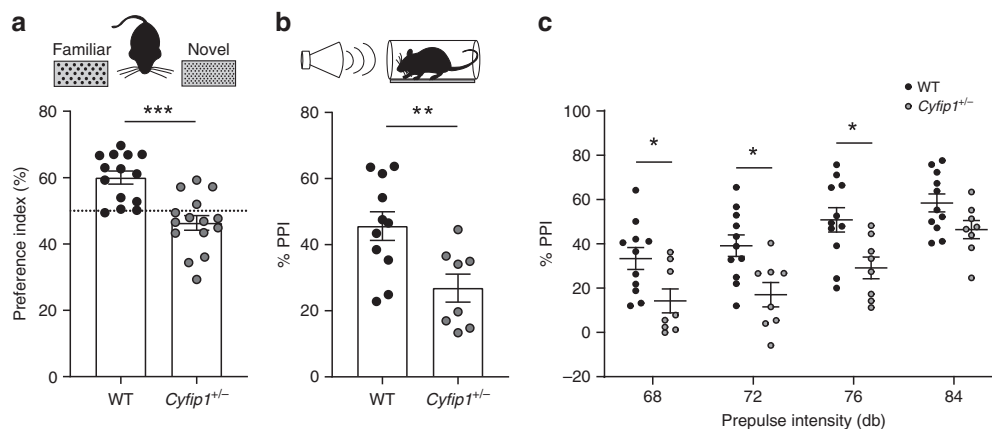 a
Familiar
Novel
***
80
60
40
20
0
Preference index (%)
WT
Cyfip1+/–
b
**
80
60
40
20
0
% PPI
WT
Cyfip1+/–
c
WT
Cyfip1+/–
100
80
60
40
20
0
–20
% PPI
*
*
*
68
72
76
84
Prepulse intensity (db)